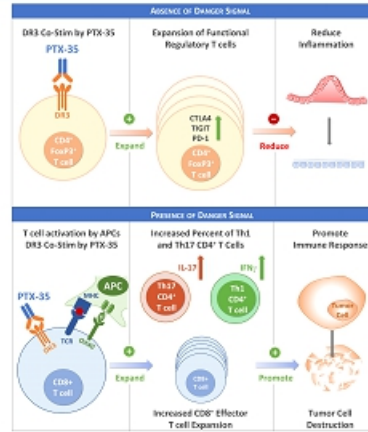 ABSENCE OF DANGER SIGNAL
DR3 Co-Stim by PTX-35
Expansion of Functional
Regulatory T cells
Reduce
Inflammation
PTX-35
DR3
CD4+
FoxP3+
T cell
Expand
CTLA4
TIGIT
PD-1
CD4+
FoxP3+
T cell
Reduce
PRESENCE OF DANGER SIGNAL
T cell activation by APCs
DR3 Co-Stim by PTX-35
Increased Percent of Th1
and Th17 CD4+ T Cells
Promote
Immune Response
PTX-35
APC
MHC
DR3
TCR
CD8+
T cell
Expand
IL-17
IFNγ
Th17
CD4+
T cell
Th1
CD4+
T cell
CD8+
T cell
Increased CD8+ Effector
T cell Expansion
Promote
Tumor
Cell
Tumor Cell
Destruction